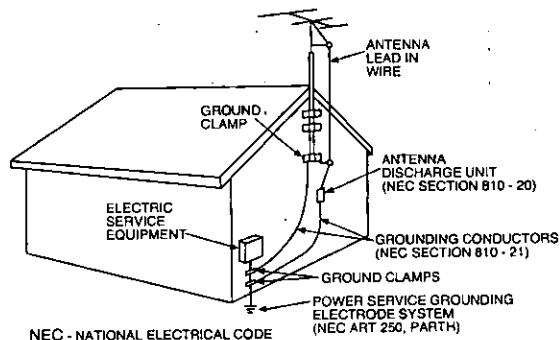 ANTENNA
LEAD IN
WIRE
GROUND
CLAMP
ANTENNA
DISCHARGE UNIT
(NEC SECTION 810 - 20)
ELECTRIC
SERVICE
EQUIPMENT
GROUNDING CONDUCTORS
(NEC SECTION 810 - 21)
GROUND CLAMPS
POWER SERVICE GROUNDING
ELECTRODE SYSTEM
(NEC ART 250, PARTH)
NEC - NATIONAL ELECTRICAL CODE